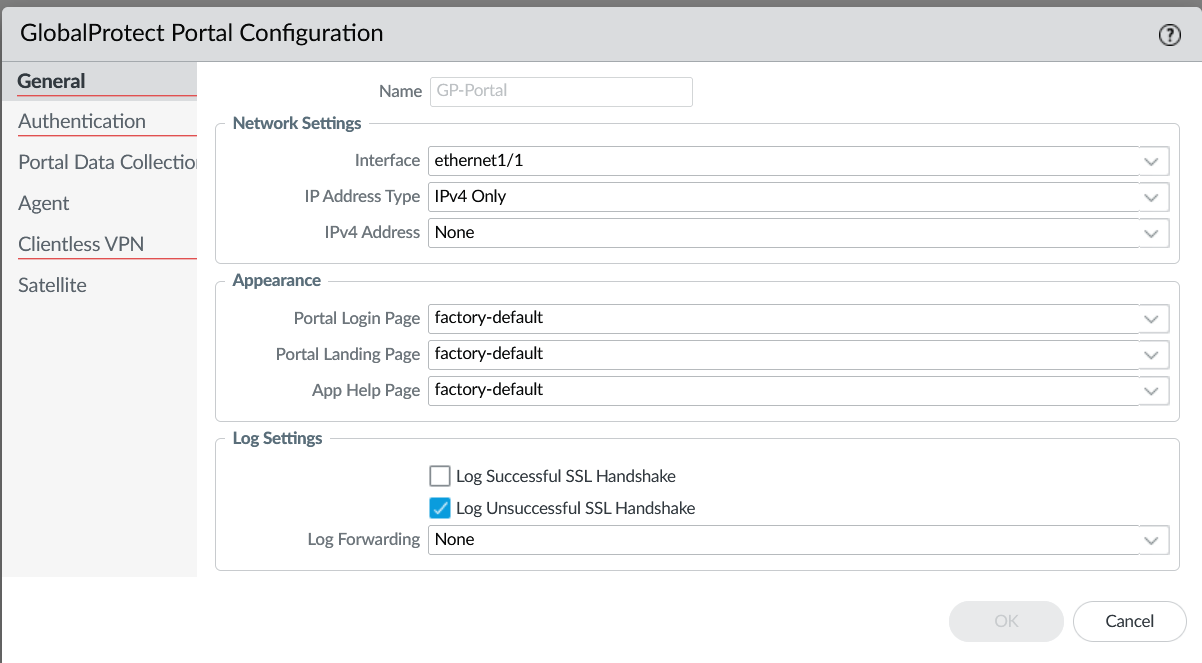 GlobalProtect Portal Configuration
?
General
Authentication
Portal Data Collectio
Agent
Clientless VPN
Satellite
Name GP-Portal
Network Settings
Interface ethernet1/1
IP Address Type IPv4 Only
IPv4 Address None
Appearance
Portal Login Page factory-default
Portal Landing Page factory-default
App Help Page factory-default
Log Settings
Log Successful SSL Handshake
Log Unsuccessful SSL Handshake
Log Forwarding None
OK Cancel